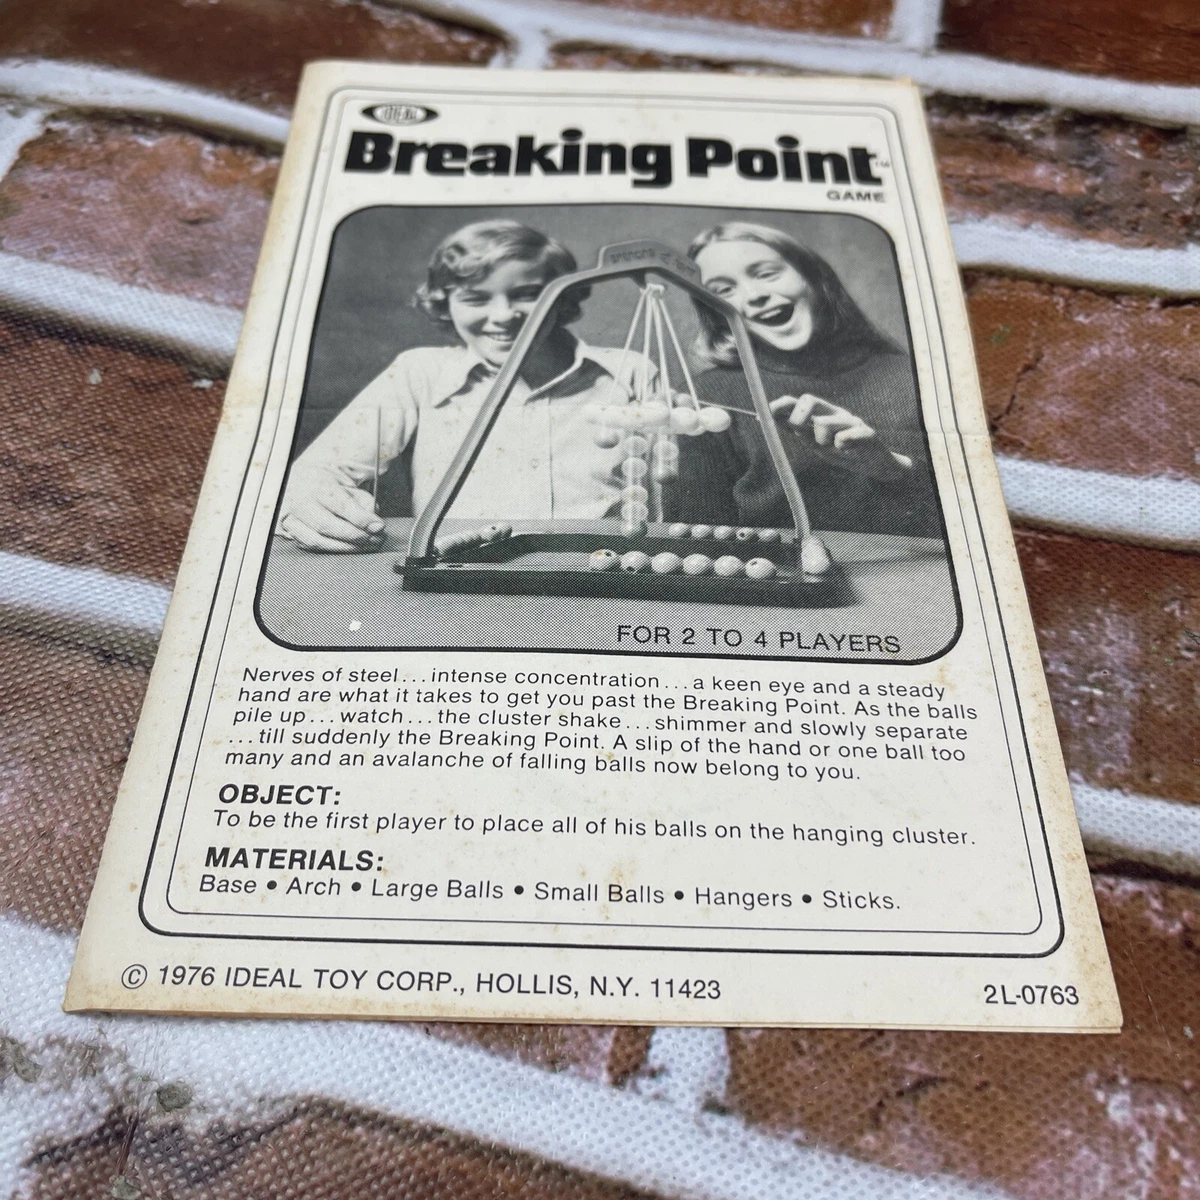 IDEAL
Breaking Point™
GAME
FOR 2 TO 4 PLAYERS
Nerves of steel...intense concentration...a keen eye and a steady
hand are what it takes to get you past the Breaking Point. As the balls
pile up...watch...the cluster shake...shimmer and slowly separate
...till suddenly the Breaking Point. A slip of the hand or one ball too
many and an avalanche of falling balls now belong to you.
OBJECT:
To be the first player to place all of his balls on the hanging cluster.
MATERIALS:
Base • Arch • Large Balls • Small Balls • Hangers • Sticks.
© 1976 IDEAL TOY CORP., HOLLIS, N.Y. 11423
2L-0763